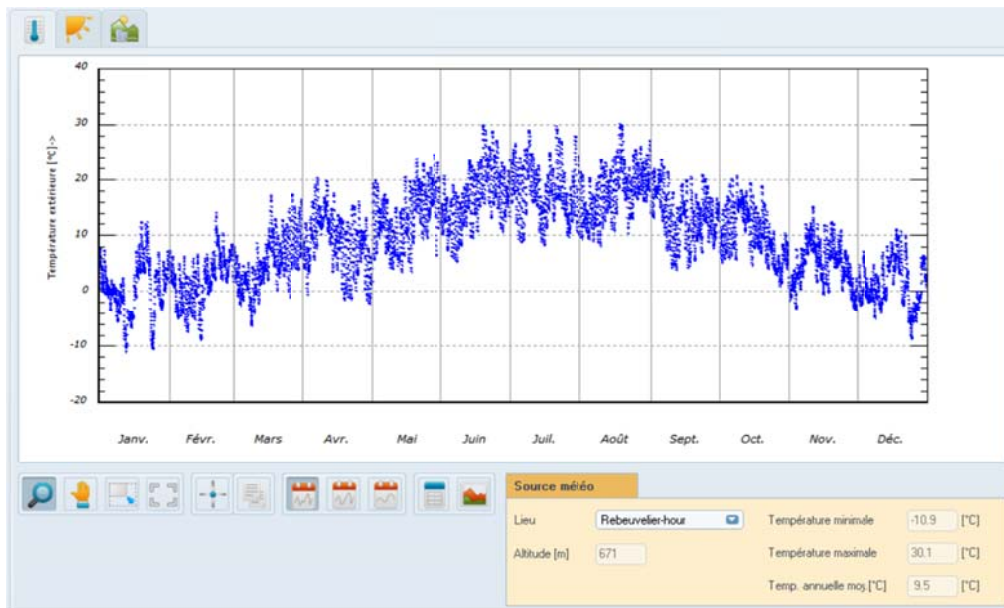 40
30
20
10
0
-10
-20
Température extérieure [°C]->
Janv. Févr. Mars Avr. Mai Juin Juil. Août Sept. Oct. Nov. Déc.
Source météo
Lieu Rebeuvelier-hour Température minimale -10.9 [°C]
Altitude [m] 671 Température maximale 30.1 [°C]
Temp. annuelle moy.[°C] 9.5 [°C]